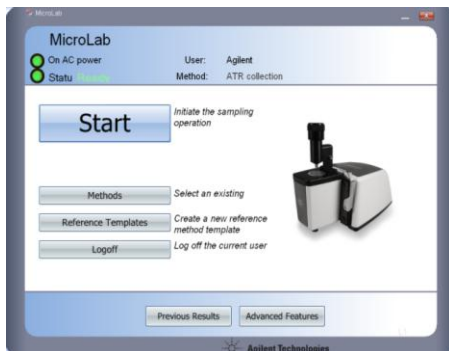 MicroLab
MicroLab
On AC power
User: Agilent
Statu Ready
Method: ATR collection
Start
Initiate the sampling
operation
Methods
Select an existing
Reference Templates
Create a new reference
method template
Logoff
Log off the current user
Previous Results
Advanced Features
Agilent Technologies